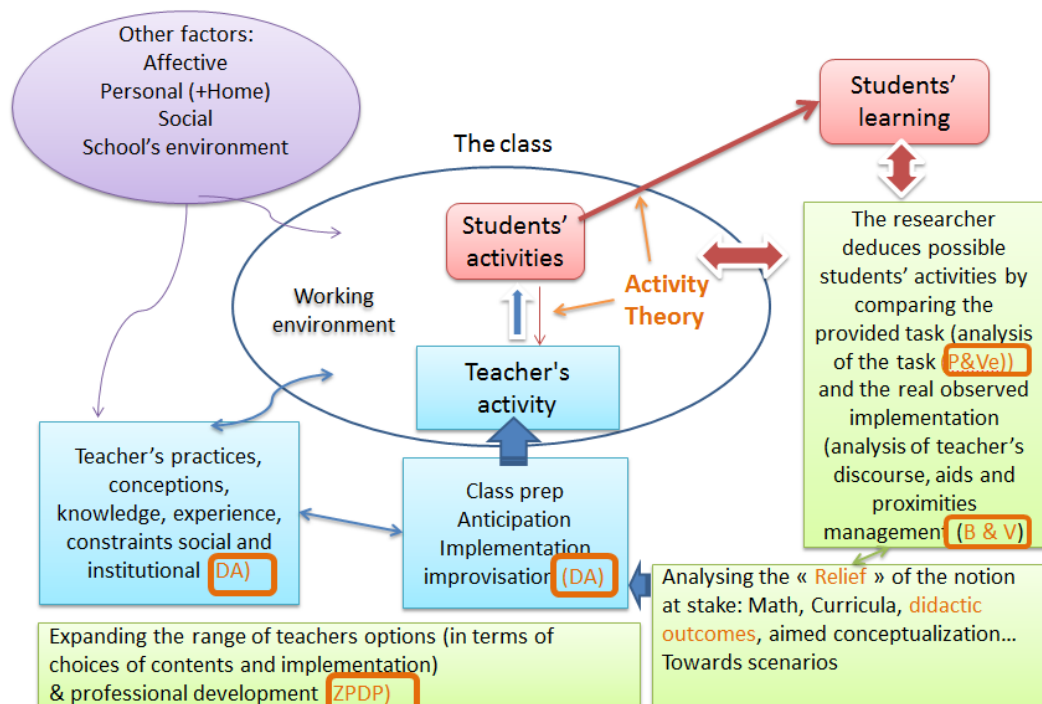 Other factors:
Affective
Personal (+Home)
Social
School's environment
The class
Students'
learning
Students'
activities
Activity
Theory
Working
environment
Teacher's
activity
The researcher
deduces possible
students' activities by
comparing the
provided task (analysis
of the task (P&Ve))
and the real observed
implementation
(analysis of teacher's
discourse, aids and
proximities
management (B & V)
Teacher's practices,
conceptions,
knowledge, experience,
constraints social and
institutional DA)
Class prep
Anticipation
Implementation
improvisation (DA)
Analysing the « Relief » of the notion
at stake: Math, Curricula, didactic
outcomes, aimed conceptualization...
Towards scenarios
Expanding the range of teachers options (in terms of
choices of contents and implementation)
& professional development ZPDP)